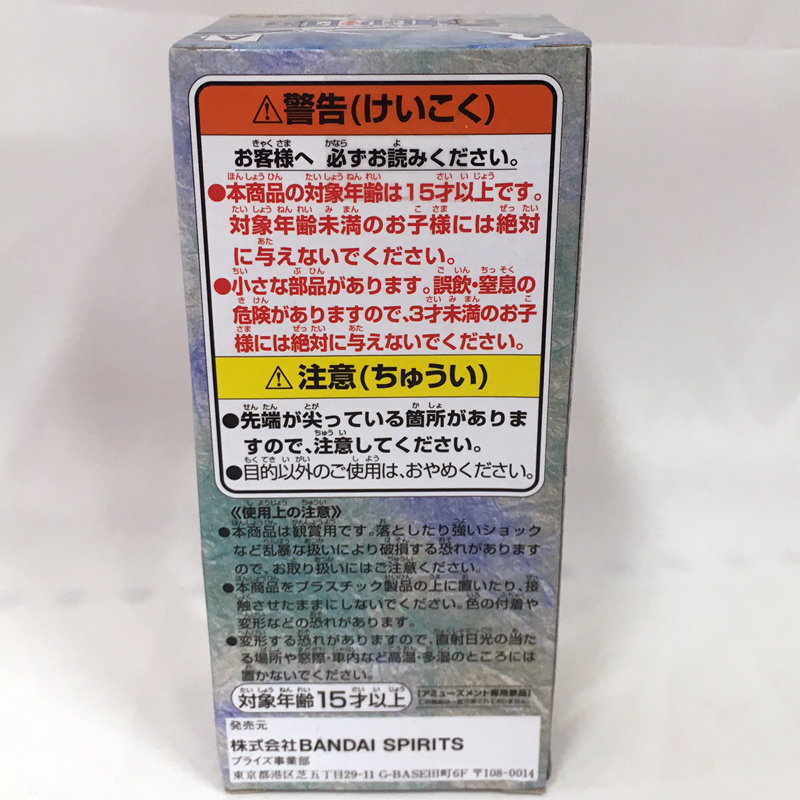 ⚠警告(けいこく)
お客様へ 必ずお読みください。
●本商品の対象年齢は15才以上です。
対象年齢未満のお子様には絶対
に与えないでください。
●小さな部品があります。誤飲・窒息の
危険がありますので、3才未満のお子
様には絶対に与えないでください。
⚠注意(ちゅうい)
●先端が尖っている箇所がありま
すので、注意してください。
●目的以外のご使用は、おやめください。
《使用上の注意》
●本商品は観賞用です。落としたり強いショック
など乱暴な扱いにより破損する恐れがあります
ので、お取り扱いにはご注意ください。
●本商品をプラスチック製品の上に置いたり、接
触させたままにしないでください。色の付着や
変形などの恐れがあります。
●変形する恐れがありますので、直射日光の当た
る場所や窓際・車内など高温・多湿のところには
置かないでください。
対象年齢15才以上
[アミューズメント専用景品]
発売元
株式会社BANDAI SPIRITS
プライズ事業部
東京都港区芝五丁目29-11 G-BASE田町6F 〒108-0014